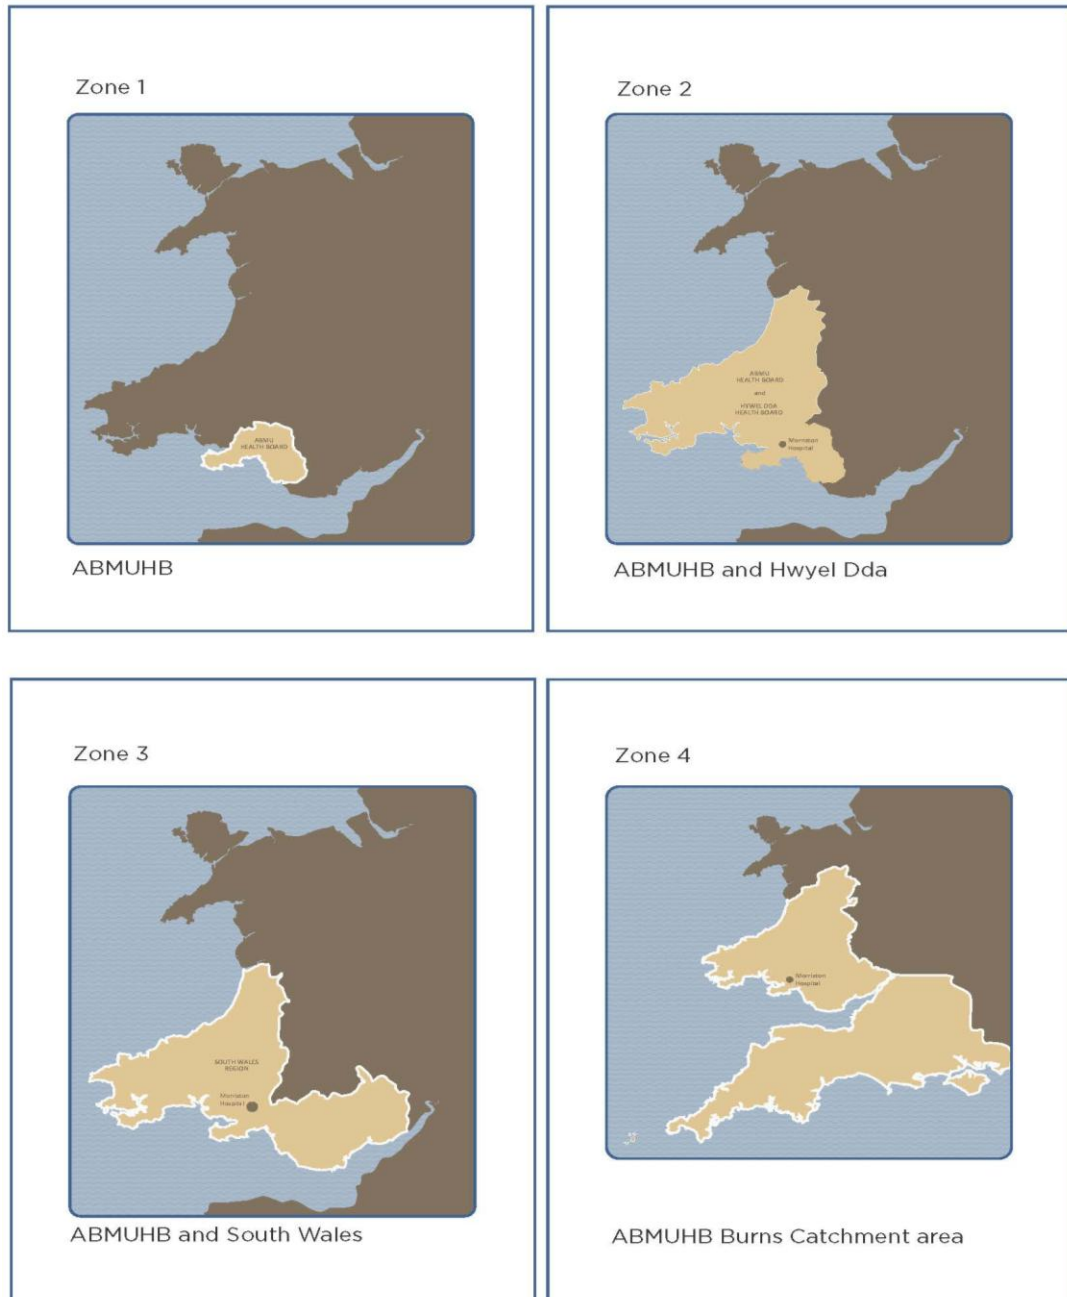 Zone 1
ABMU
HEALTH BOARD
ABMUHB
Zone 2
ABMU
HEALTH BOARD
and
HYWEL DDA
HEALTH BOARD
Morriston
Hospital
ABMUHB and Hwyel Dda
Zone 3
SOUTH WALES
REGION
Morriston
Hospital
ABMUHB and South Wales
Zone 4
Morriston
Hospital
ABMUHB Burns Catchment area